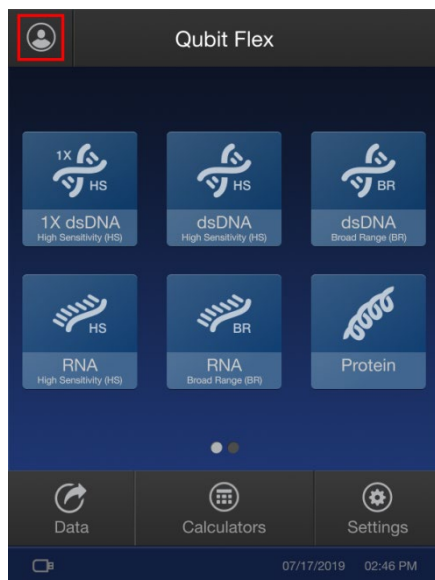 Qubit Flex
1X
HS
HS
BR
1X dsDNA
High Sensitivity (HS)
dsDNA
High Sensitivity (HS)
dsDNA
Broad Range (BR)
HS
BR
RNA
High Sensitivity (HS)
RNA
Broad Range (BR)
Protein
Data
Calculators
Settings
07/17/2019 02:46 PM